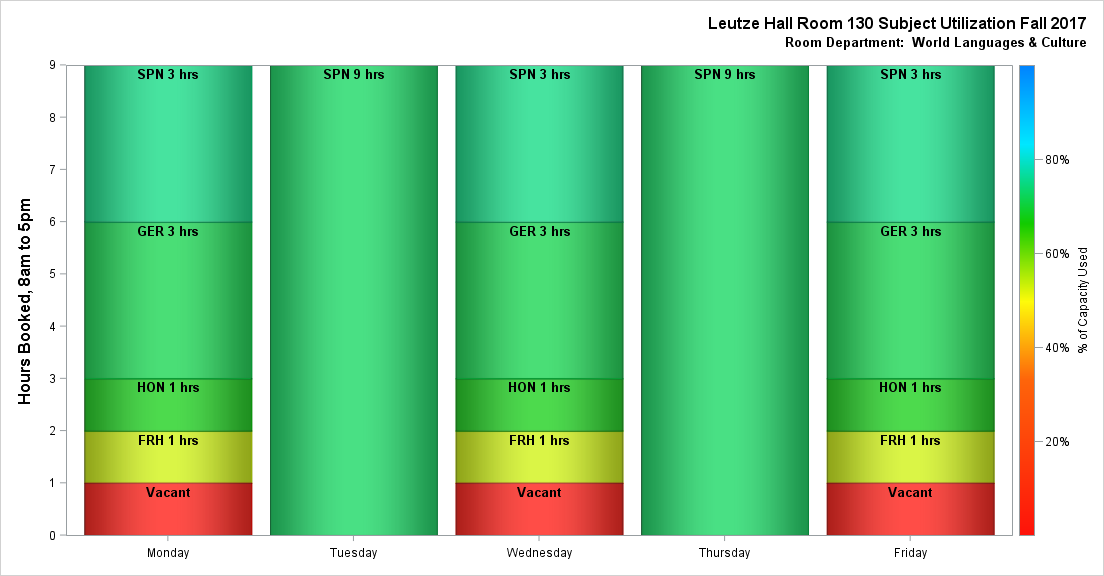 Leutze Hall Room 130 Subject Utilization Fall 2017
Room Department:  World Languages & Culture
Hours Booked, 8am to 5pm
9
8
7
6
5
4
3
2
1
0
SPN 3 hrs
GER 3 hrs
HON 1 hrs
FRH 1 hrs
Vacant
SPN 9 hrs
SPN 3 hrs
GER 3 hrs
HON 1 hrs
FRH 1 hrs
Vacant
SPN 9 hrs
SPN 3 hrs
GER 3 hrs
HON 1 hrs
FRH 1 hrs
Vacant
Monday
Tuesday
Wednesday
Thursday
Friday
80%
60%
40%
20%
% of Capacity Used